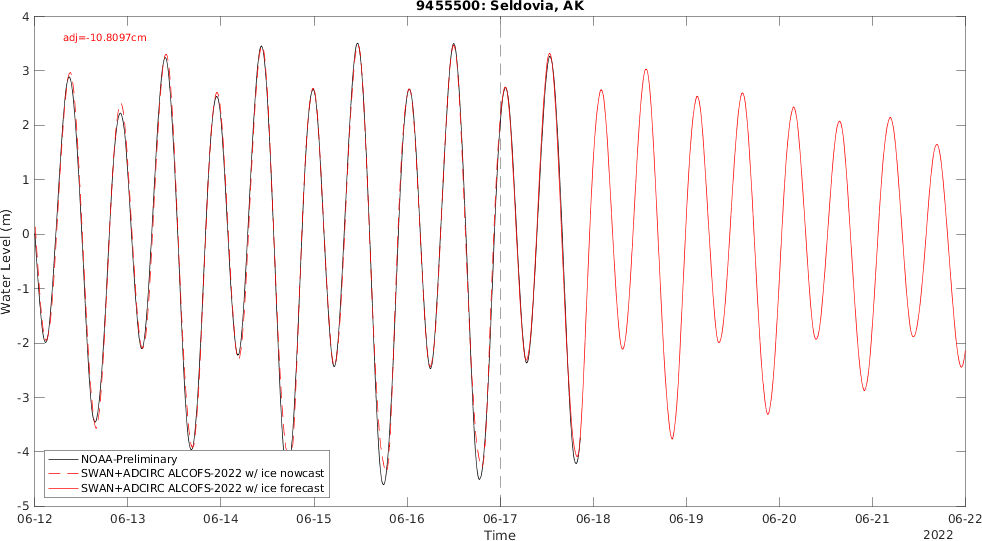 9455500: Seldovia, AK
adj=-10.8097cm
4
3
2
1
0
-1
-2
-3
-4
-5
Water Level (m)
NOAA-Preliminary
SWAN+ADCIRC ALCOFS-2022 w/ ice nowcast
SWAN+ADCIRC ALCOFS-2022 w/ ice forecast
06-12 06-13 06-14 06-15 06-16 06-17 06-18 06-19 06-20 06-21 06-22
Time
2022